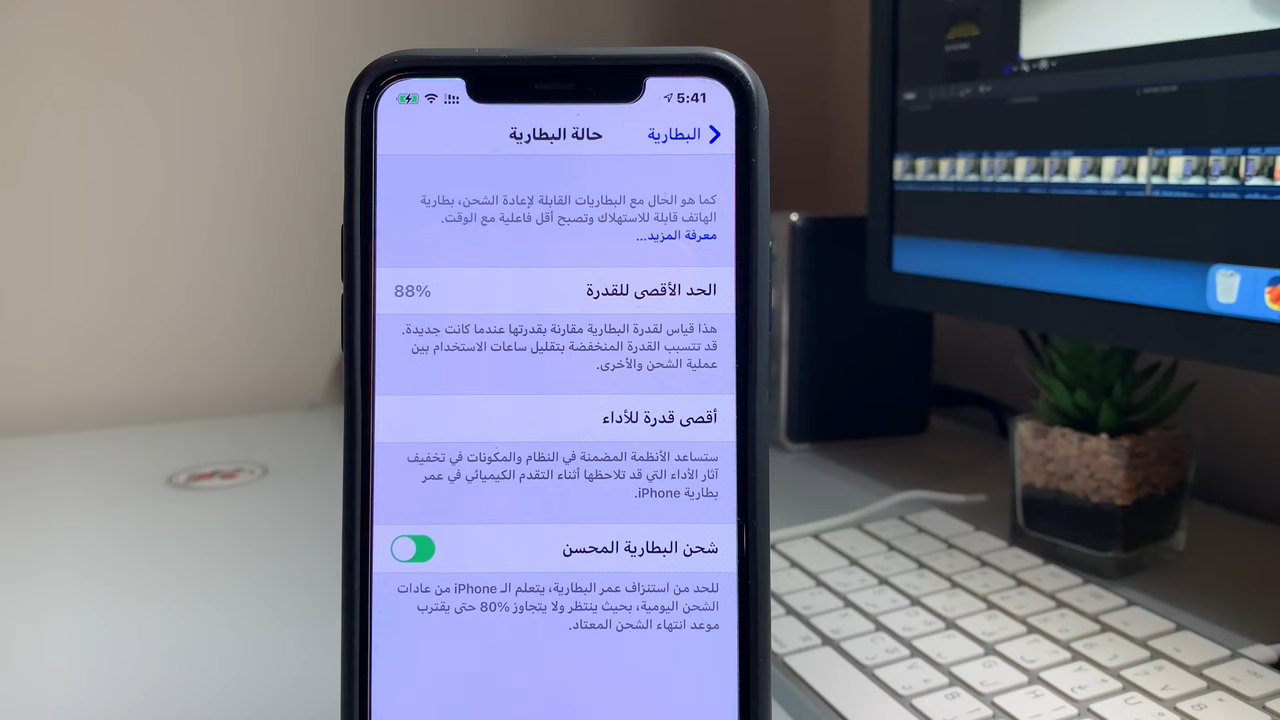 5:41
البطارية
حالة البطارية
كما هو الحال مع البطاريات القابلة لإعادة الشحن، بطارية
الهاتف قابلة للاستهلاك وتصبح أقل فاعلية مع الوقت.
معرفة المزيد...
الحد الأقصى للقدرة 88%
هذا قياس لقدرة البطارية مقارنة بقدرتها عندما كانت جديدة.
قد تتسبب القدرة المنخفضة بتقليل ساعات الاستخدام بين
عملية الشحن والأخرى.
أقصى قدرة للأداء
ستساعد الأنظمة المضمنة في النظام والمكونات في تخفيف
آثار الأداء التي قد تلاحظها أثناء التقدم الكيميائي في عمر
بطارية iPhone.
شحن البطارية المحسن
للحد من استنزاف عمر البطارية، يتعلم الـ iPhone من عادات
الشحن اليومية، بحيث ينتظر ولا يتجاوز 80% حتى يقترب
موعد انتهاء الشحن المعتاد.